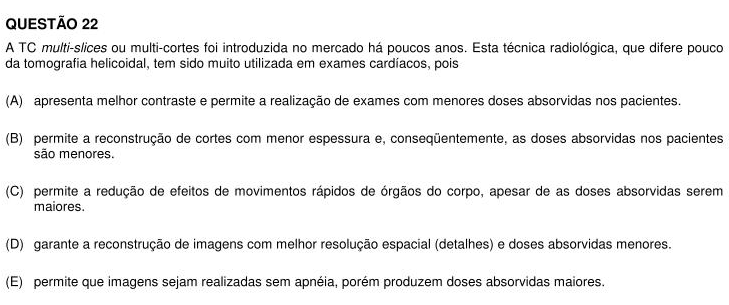 QUESTÃO 22
A TC multi-slices ou multi-cortes foi introduzida no mercado há poucos anos. Esta técnica radiológica, que difere pouco
da tomografia helicoidal, tem sido muito utilizada em exames cardíacos, pois
(A) apresenta melhor contraste e permite a realização de exames com menores doses absorvidas nos pacientes.
(B) permite a reconstrução de cortes com menor espessura e, conseqüentemente, as doses absorvidas nos pacientes
são menores.
(C) permite a redução de efeitos de movimentos rápidos de órgãos do corpo, apesar de as doses absorvidas serem
maiores.
(D) garante a reconstrução de imagens com melhor resolução espacial (detalhes) e doses absorvidas menores.
(E) permite que imagens sejam realizadas sem apnéia, porém produzem doses absorvidas maiores.